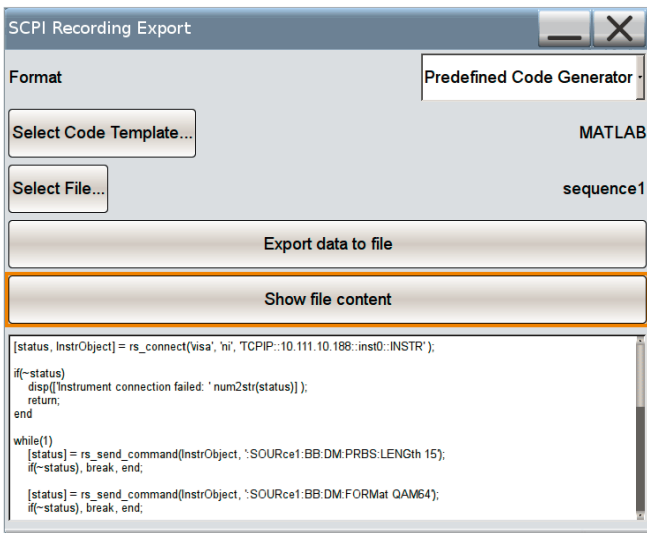 SCPI Recording Export
Format
Predefined Code Generator
Select Code Template...
MATLAB
Select File...
sequence1
Export data to file
Show file content
[status, InstrObject] = rs_connect('visa', 'ni', 'TCPIP::10.111.10.188::inst0::INSTR' );
if(~status)
disp(['Instrument connection failed: ' num2str(status)] );
return;
end
while(1)
[status] = rs_send_command(InstrObject, ':SOURce1:BB:DM:PRBS:LENGth 15');
if(~status), break, end;
[status] = rs_send_command(InstrObject, ':SOURce1:BB:DM:FORMat QAM64');
if(~status), break, end;